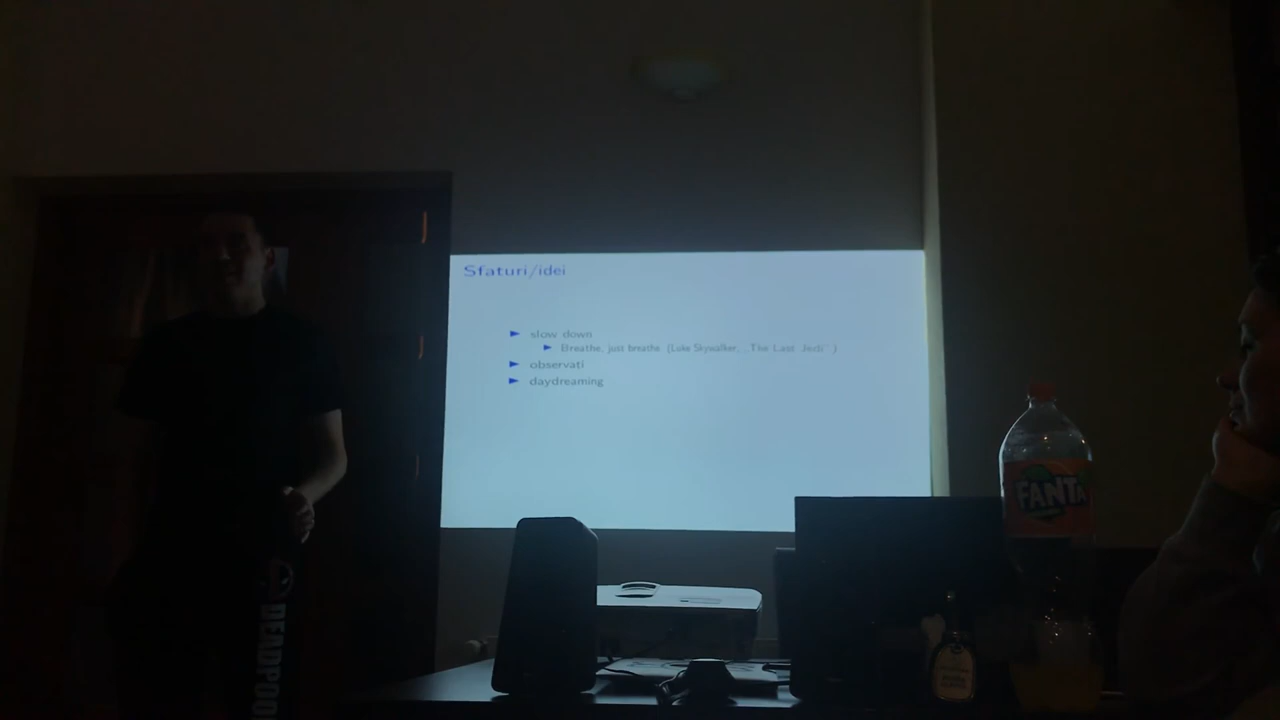 Sfaturi/idei
► slow down
► Breathe, just breathe (Luke Skywalker, „The Last Jedi”)
► observați
► daydreaming
FANTA
DEADPOOL